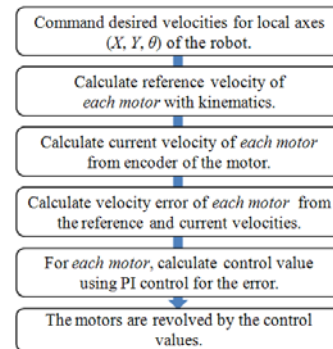 Command desired velocities for local axes
(X, Y, θ) of the robot.
Calculate reference velocity of
each motor with kinematics.
Calculate current velocity of each motor
from encoder of the motor.
Calculate velocity error of each motor from
the reference and current velocities.
For each motor, calculate control value
using PI control for the error.
The motors are revolved by the control
values.